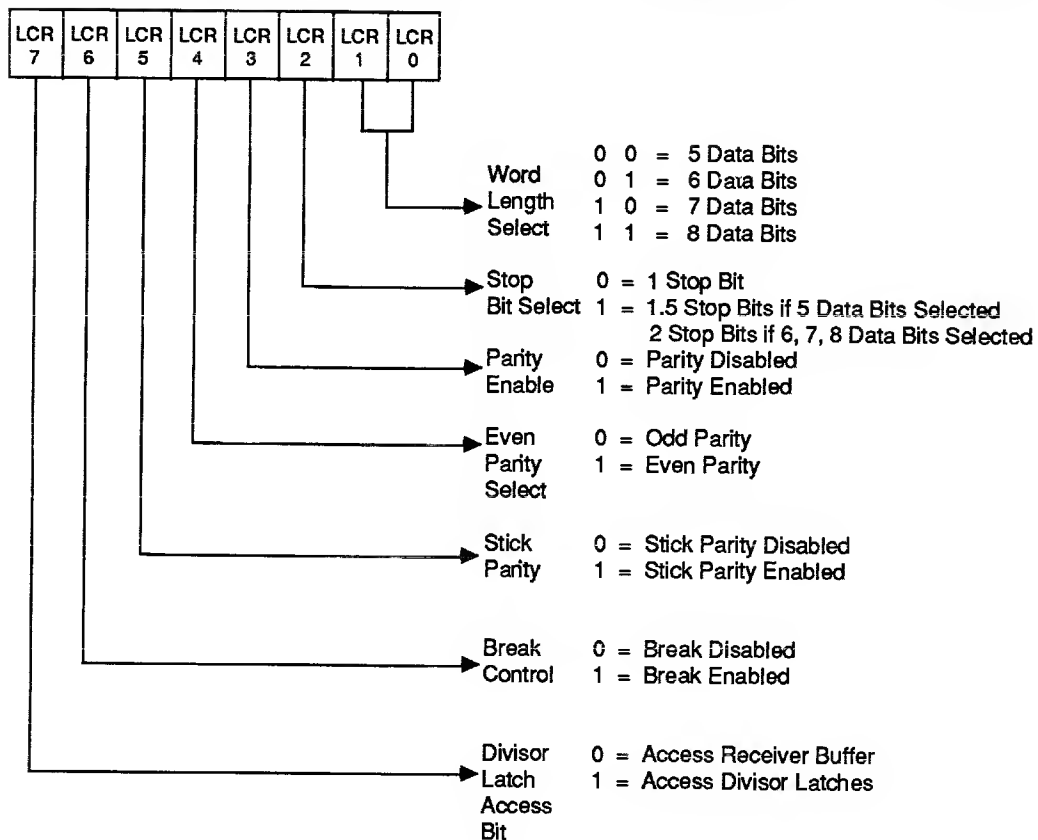 LCR LCR LCR LCR LCR LCR LCR LCR
7 6 5 4 3 2 1 0
Word Length Select
0 0 = 5 Data Bits
0 1 = 6 Data Bits
1 0 = 7 Data Bits
1 1 = 8 Data Bits
Stop Bit Select
0 = 1 Stop Bit
1 = 1.5 Stop Bits if 5 Data Bits Selected
2 Stop Bits if 6, 7, 8 Data Bits Selected
Parity Enable
0 = Parity Disabled
1 = Parity Enabled
Even Parity Select
0 = Odd Parity
1 = Even Parity
Stick Parity
0 = Stick Parity Disabled
1 = Stick Parity Enabled
Break Control
0 = Break Disabled
1 = Break Enabled
Divisor Latch Access Bit
0 = Access Receiver Buffer
1 = Access Divisor Latches